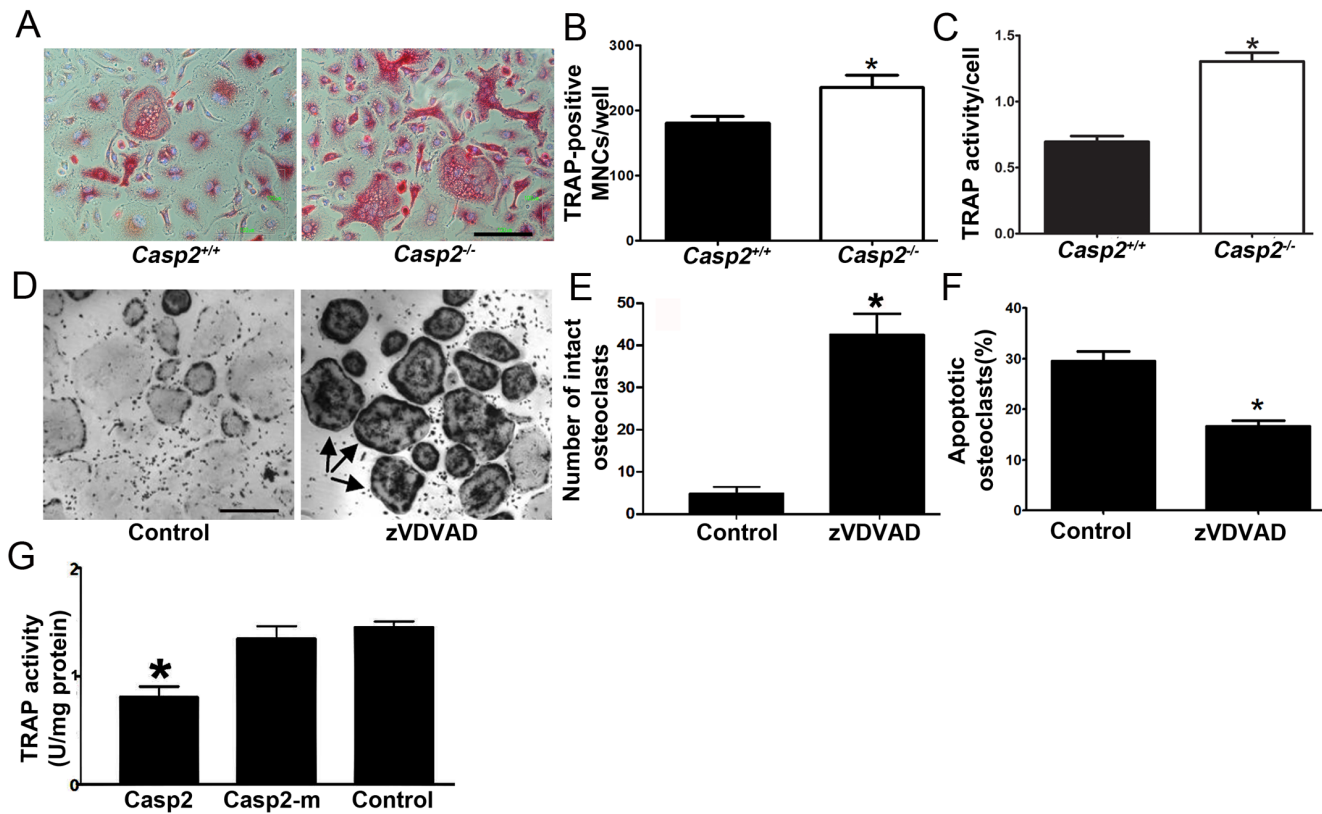 A
Casp2+/+
Casp2-/-
B
TRAP-positive
MNCs/well
300
200
100
0
*
Casp2+/+
Casp2-/-
C
TRAP activity/cell
1.5
1.0
0.5
0.0
*
Casp2+/+
Casp2-/-
D
Control
zVDVAD
E
Number of intact
osteoclasts
50
40
30
20
10
0
*
Control
zVDVAD
F
Apoptotic
osteoclasts(%)
40
30
20
10
0
*
Control
zVDVAD
G
TRAP activity
(U/mg protein)
2
1
0
*
Casp2
Casp2-m
Control